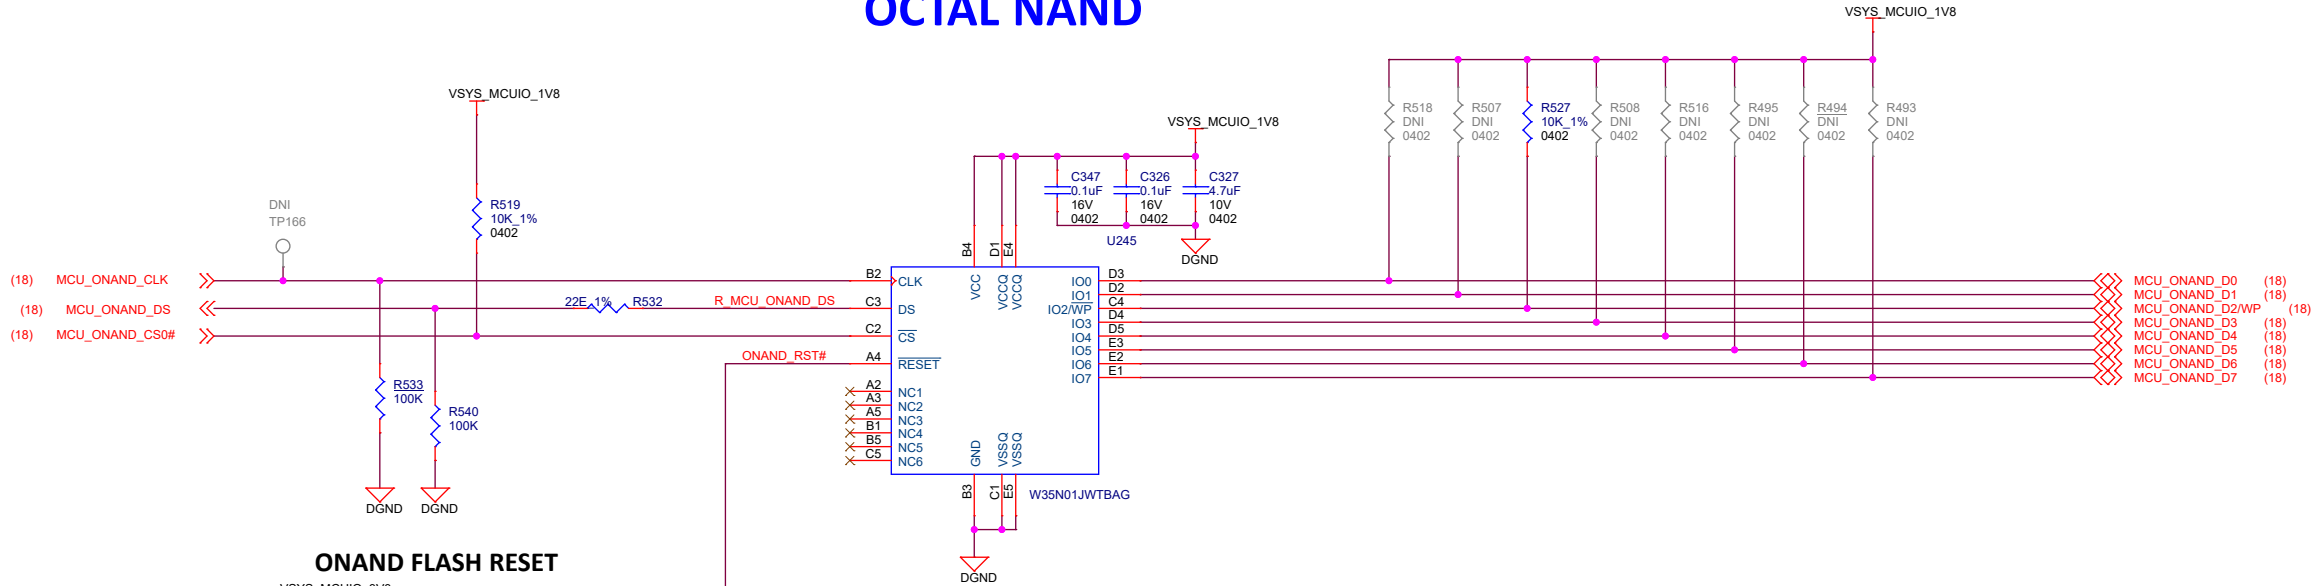 OCTAL NAND
VSYS_MCUIO_1V8
VSYS_MCUIO_1V8
VSYS_MCUIO_1V8
R518
DNI
0402
R507
DNI
0402
R527
10K_1%
0402
R508
DNI
0402
R516
DNI
0402
R495
DNI
0402
R494
DNI
0402
R493
DNI
0402
C347
0.1uF
16V
0402
C326
0.1uF
16V
0402
C327
4.7uF
10V
0402
DGND
DNI
TP166
R519
10K_1%
0402
U245
B4
D1
E4
(18) MCU_ONAND_CLK
(18) MCU_ONAND_DS
(18) MCU_ONAND_CS0#
22E_1% R532
R_MCU_ONAND_DS
ONAND_RST#
B2 CLK
C3 DS
C2 CS
A4 RESET
A2 NC1
A3 NC2
A5 NC3
B1 NC4
B5 NC5
C5 NC6
VCC
VCCQ
VCCQ
GND
VSSQ
VSSQ
IO0 D3
IO1 D2
IO2/WP C4
IO3 D4
IO4 D5
IO5 E3
IO6 E2
IO7 E1
MCU_ONAND_D0 (18)
MCU_ONAND_D1 (18)
MCU_ONAND_D2/WP (18)
MCU_ONAND_D3 (18)
MCU_ONAND_D4 (18)
MCU_ONAND_D5 (18)
MCU_ONAND_D6 (18)
MCU_ONAND_D7 (18)
R533
100K
R540
100K
DGND
DGND
B3
C1
E5
W35N01JWTBAG
DGND
ONAND FLASH RESET